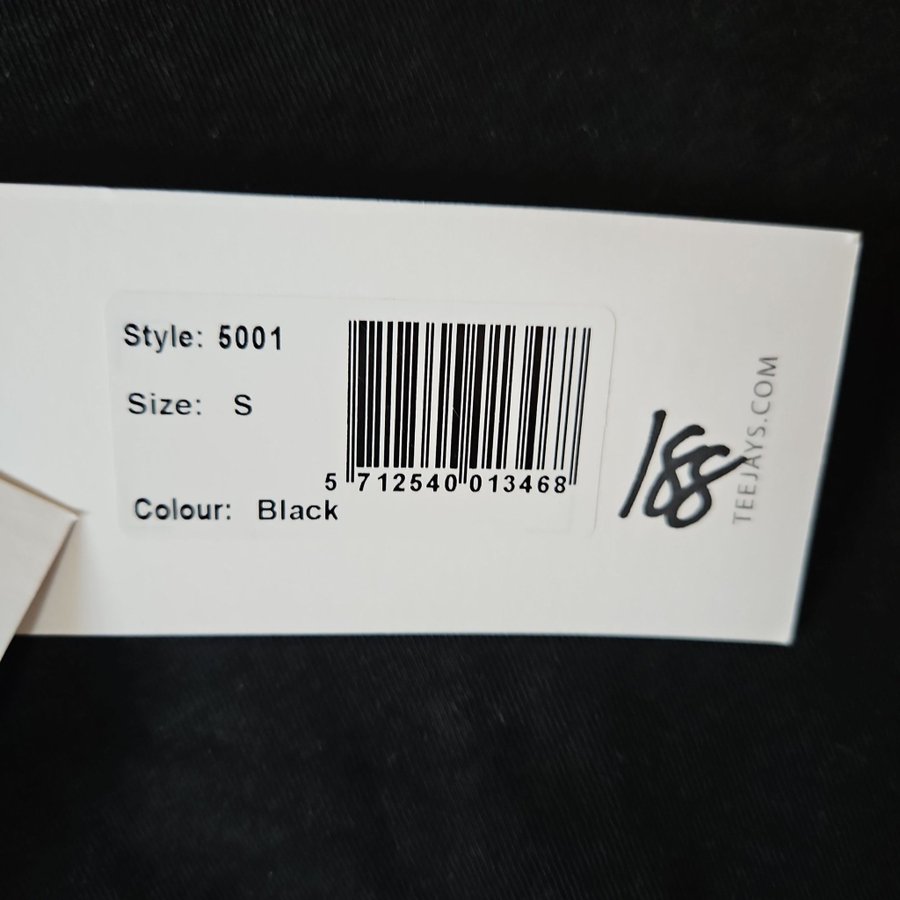 Style: 5001
Size: S
Colour: Black
5 712540 013468
188
TEEJAYS.COM